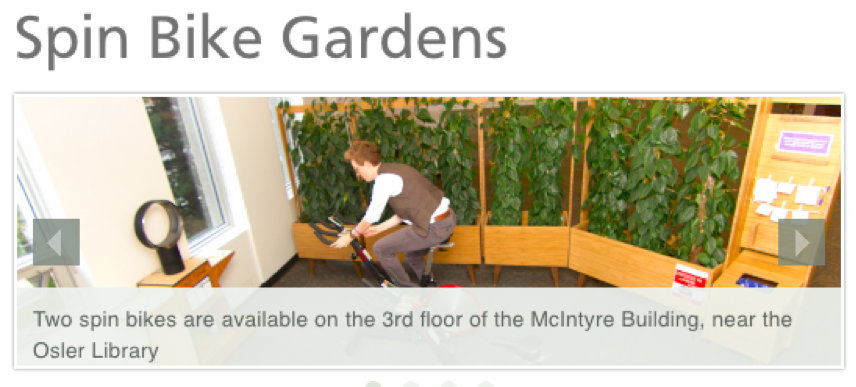 Spin Bike Gardens
Two spin bikes are available on the 3rd floor of the McIntyre Building, near the
Osler Library